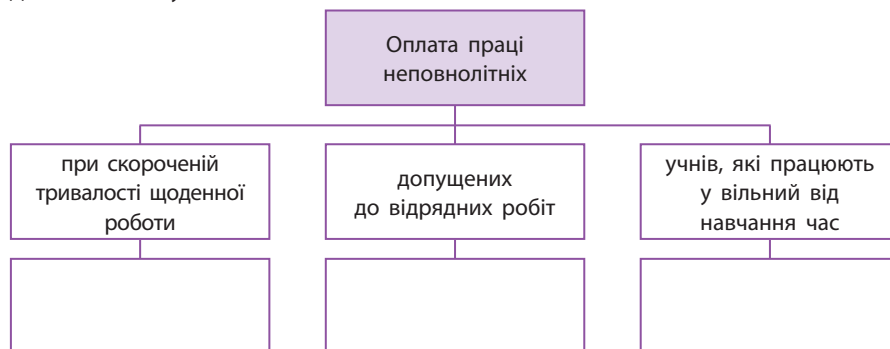 Оплата праці
неповнолітніх
при скороченій
тривалості щоденної
роботи
допущених
до відрядних робіт
учнів, які працюють
у вільний від
навчання час